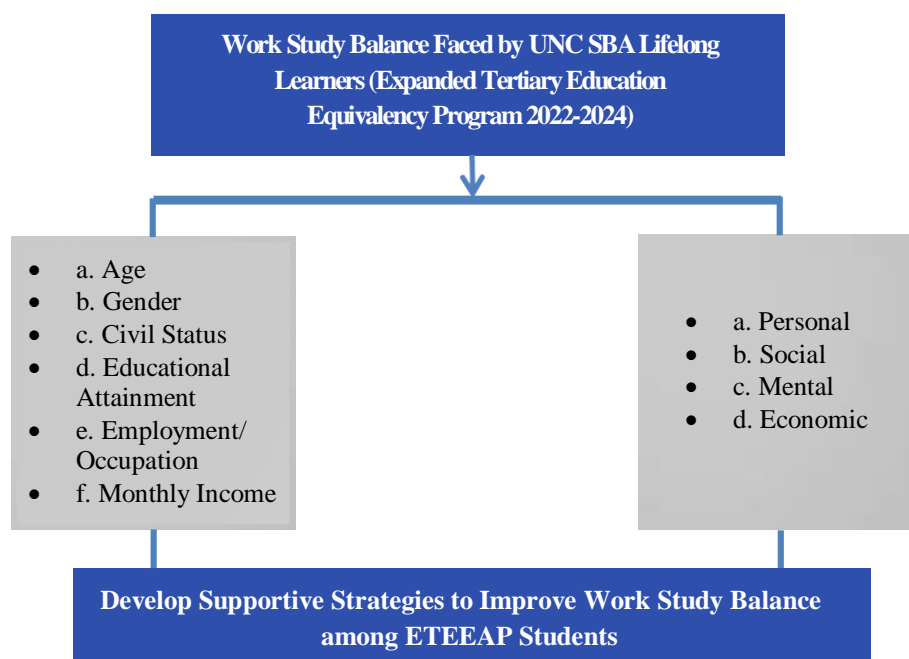 Work Study Balance Faced by UNC SBA Lifelong
Learners (Expanded Tertiary Education
Equivalency Program 2022-2024)
• a. Age
• b. Gender
• c. Civil Status
• d. Educational
Attainment
• e. Employment/
Occupation
• f. Monthly Income
• a. Personal
• b. Social
• c. Mental
• d. Economic
Develop Supportive Strategies to Improve Work Study Balance
among ETEEAP Students